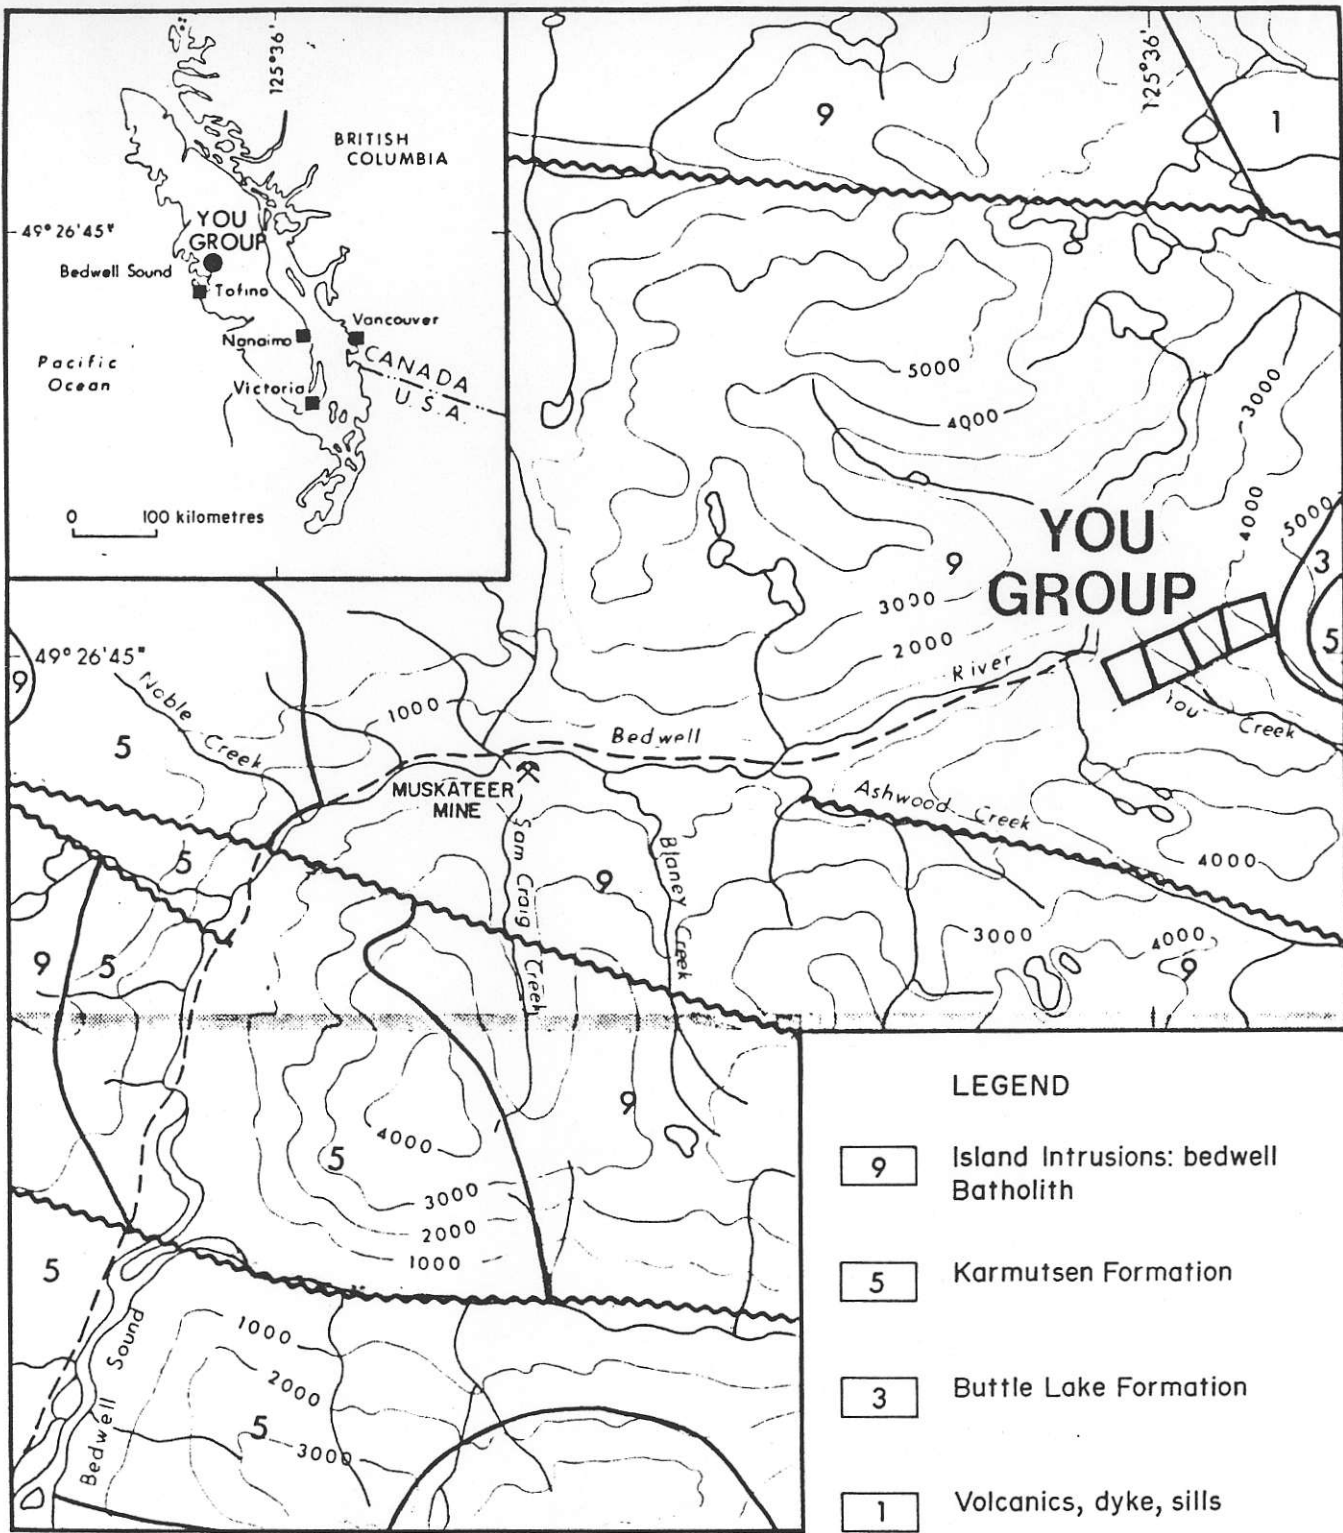 125°36'
BRITISH
COLUMBIA
49°26'45"
YOU
GROUP
Bedwell Sound
Tofino
Vancouver
Nanaimo
CANADA
U.S.A.
Pacific
Ocean
Victoria
0 100 kilometres
125°36'
9
1
5000
4000
3000
4000
5000
3
5
9
YOU
GROUP
3000
2000
River
You
Creek
49°26'45"
9
Noble
Creek
1000
Bedwell
5
MUSKATEER
MINE
Ashwood Creek
4000
5
Sam Craig Creek
9
Blaney Creek
3000
4000
9
9
5
4000
5
9
3000
2000
1000
5
Bedwell Sound
1000
2000
5
3000
LEGEND
9 Island Intrusions: bedwell
Batholith
5 Karmutsen Formation
3 Buttle Lake Formation
1 Volcanics, dyke, sills